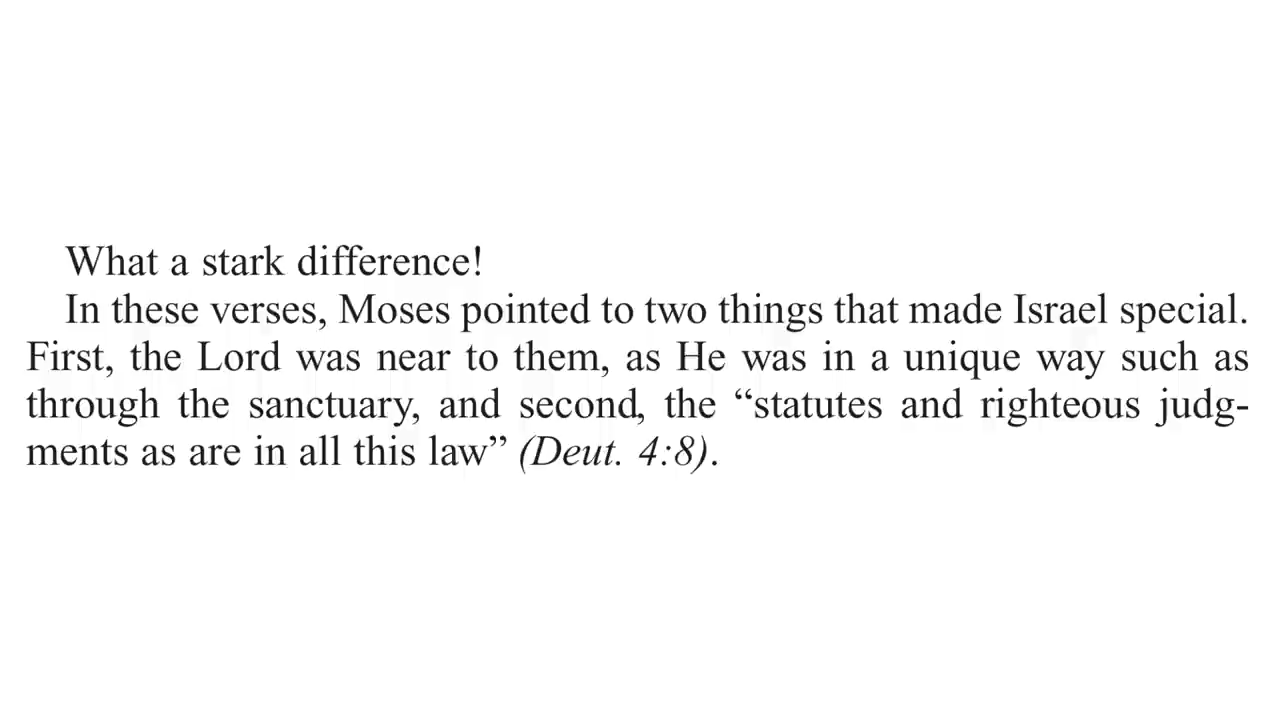 What a stark difference!
In these verses, Moses pointed to two things that made Israel special.
First, the Lord was near to them, as He was in a unique way such as
through the sanctuary, and second, the “statutes and righteous judg-
ments as are in all this law” (Deut. 4:8).